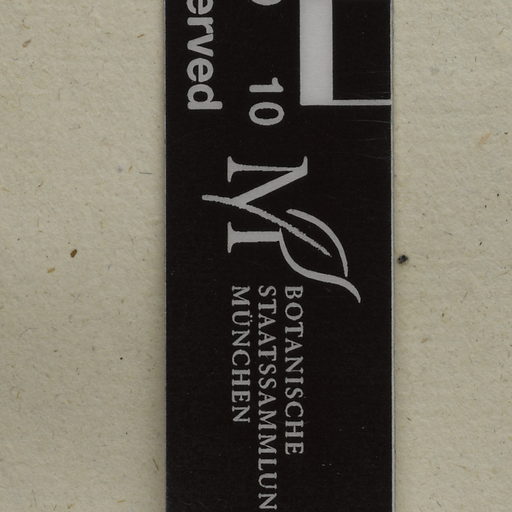 erved
10
M
BOTANISCHE
STAATSSAMMLUN
MÜNCHEN